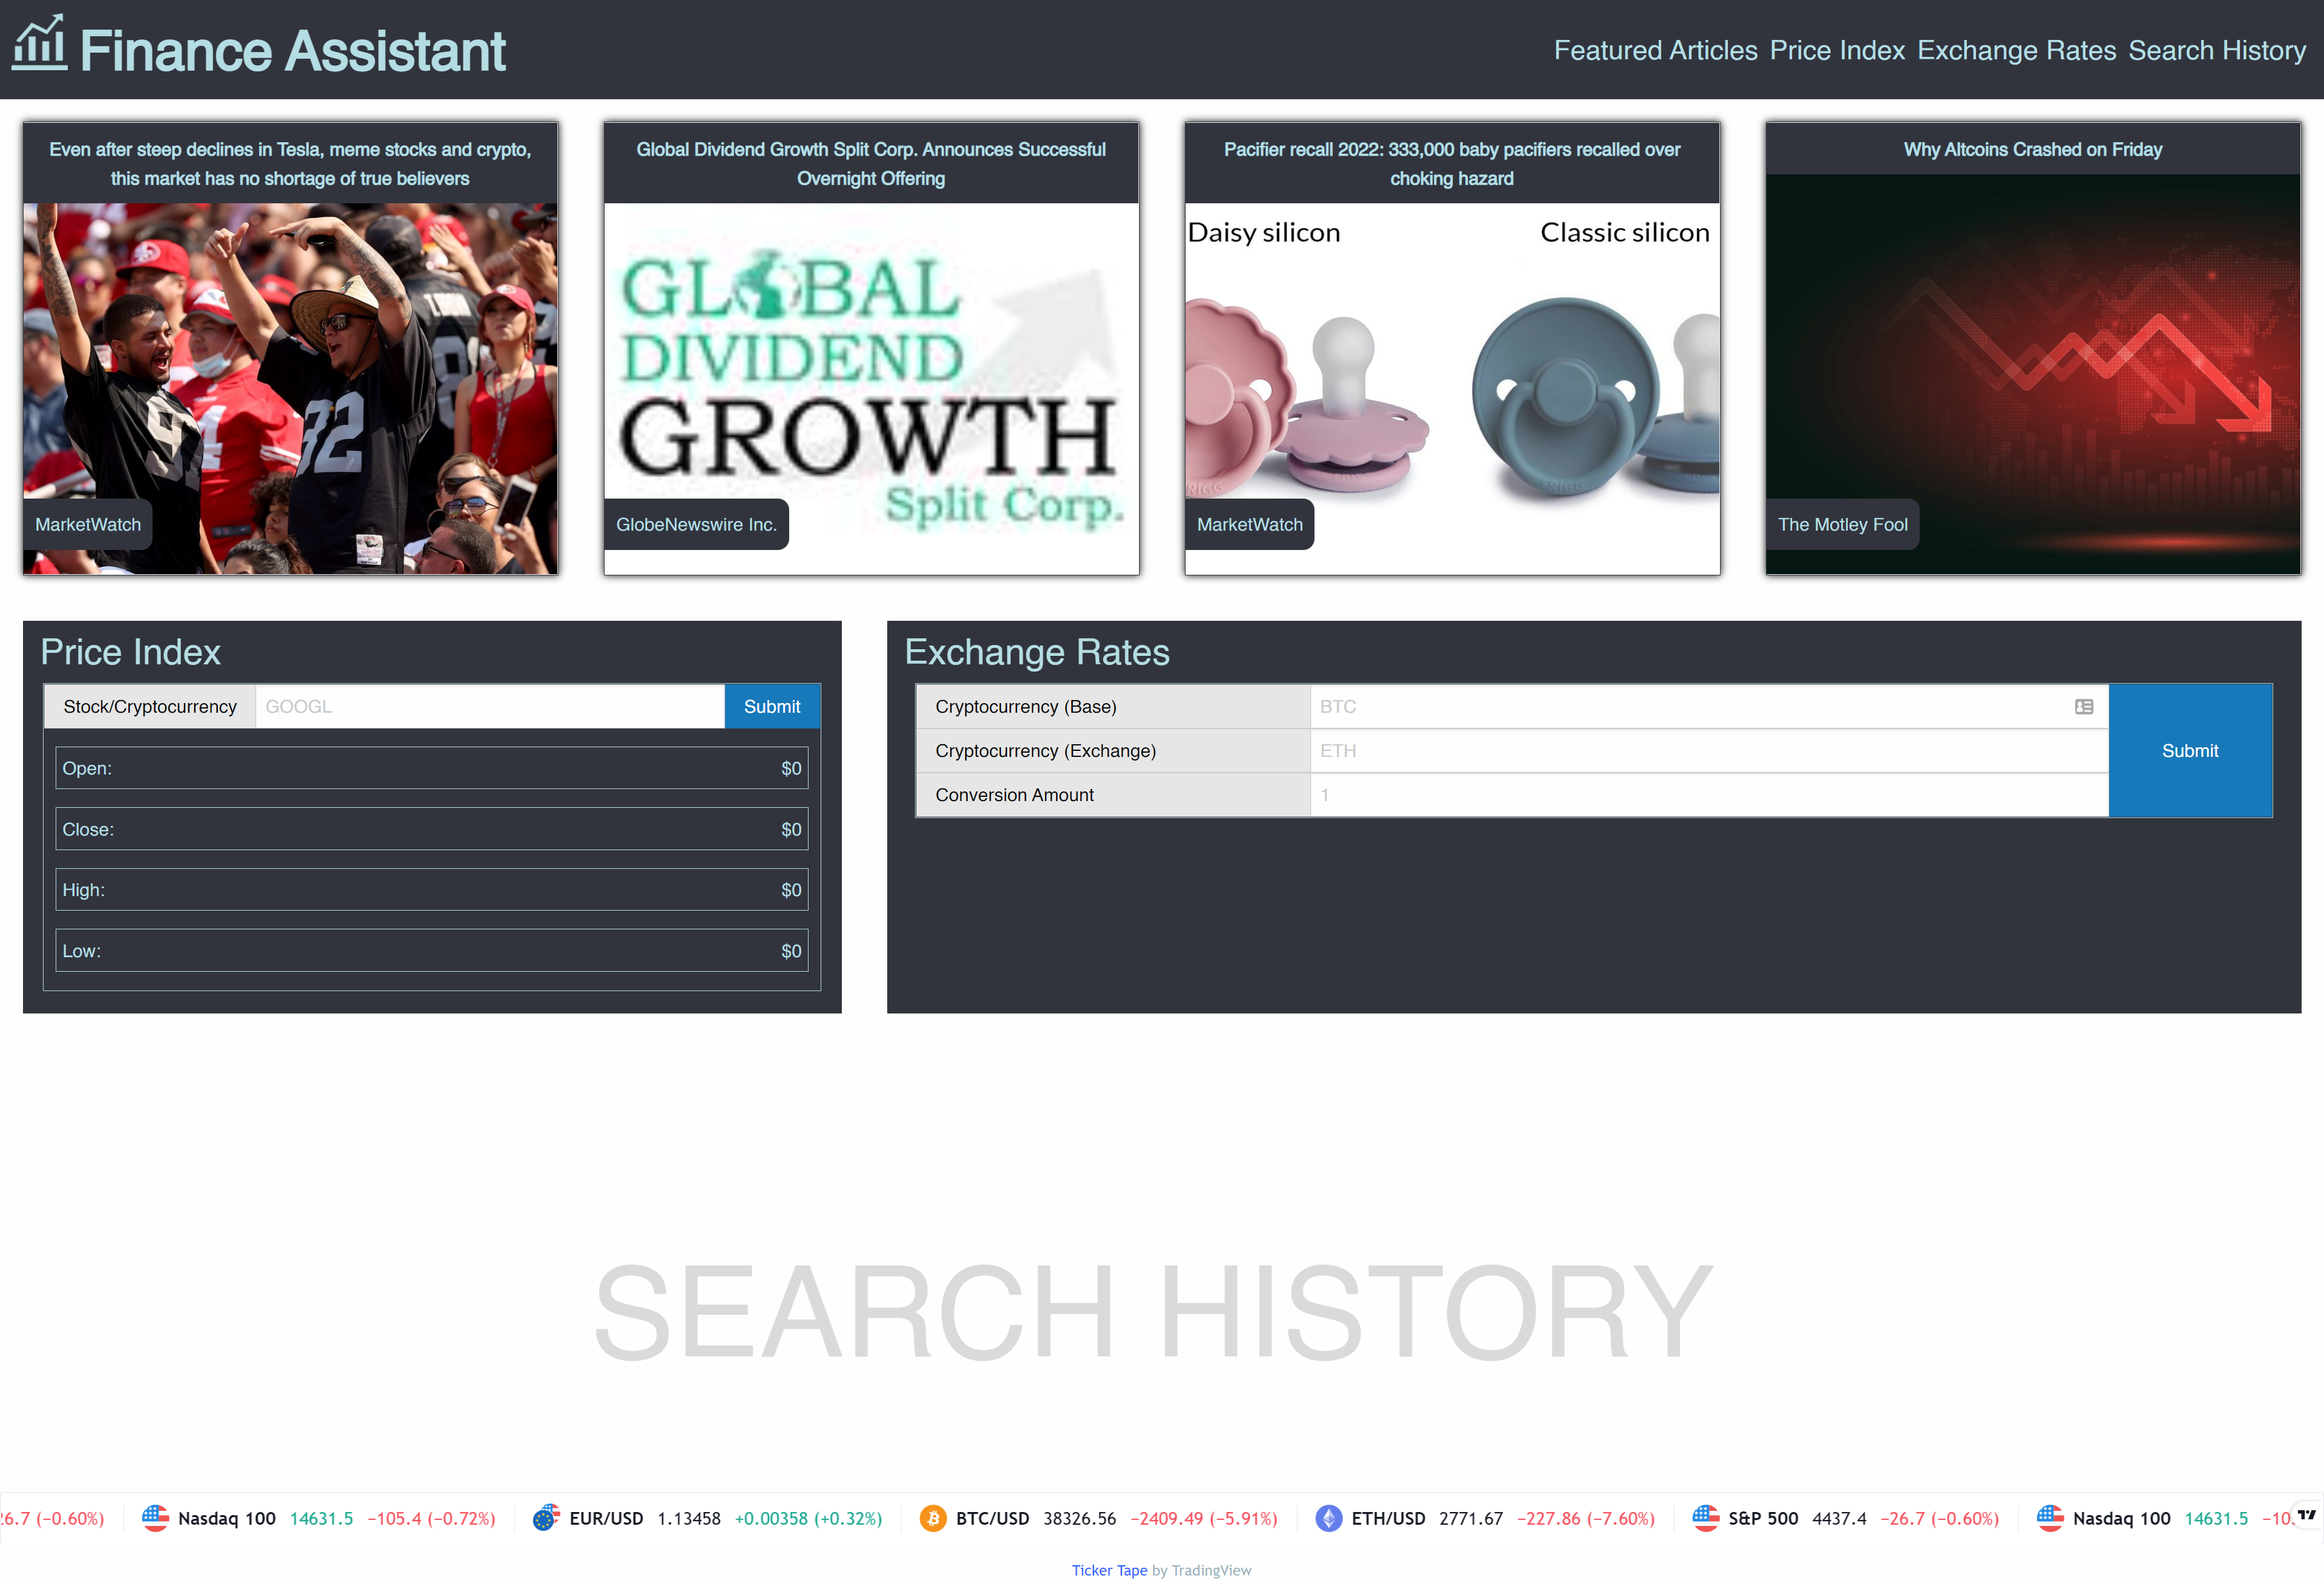 Finance Assistant
Featured Articles Price Index Exchange Rates Search History
Even after steep declines in Tesla, meme stocks and crypto,
this market has no shortage of true believers
MarketWatch
Global Dividend Growth Split Corp. Announces Successful
Overnight Offering
GLOBAL
DIVIDEND
GROWTH
Split Corp.
GlobeNewswire Inc.
Pacifier recall 2022: 333,000 baby pacifiers recalled over
choking hazard
Daisy silicon
Classic silicon
FRIGG
MarketWatch
Why Altcoins Crashed on Friday
The Motley Fool
Price Index
Stock/Cryptocurrency GOOGL Submit
Open: $0
Close: $0
High: $0
Low: $0
Exchange Rates
Cryptocurrency (Base) BTC
Cryptocurrency (Exchange) ETH
Conversion Amount 1
Submit
SEARCH HISTORY
26.7 (−0.60%) Nasdaq 100 14631.5 −105.4 (−0.72%) EUR/USD 1.13458 +0.00358 (+0.32%) BTC/USD 38326.56 −2409.49 (−5.91%) ETH/USD 2771.67 −227.86 (−7.60%) S&P 500 4437.4 −26.7 (−0.60%) Nasdaq 100 14631.5 −10
Ticker Tape by TradingView